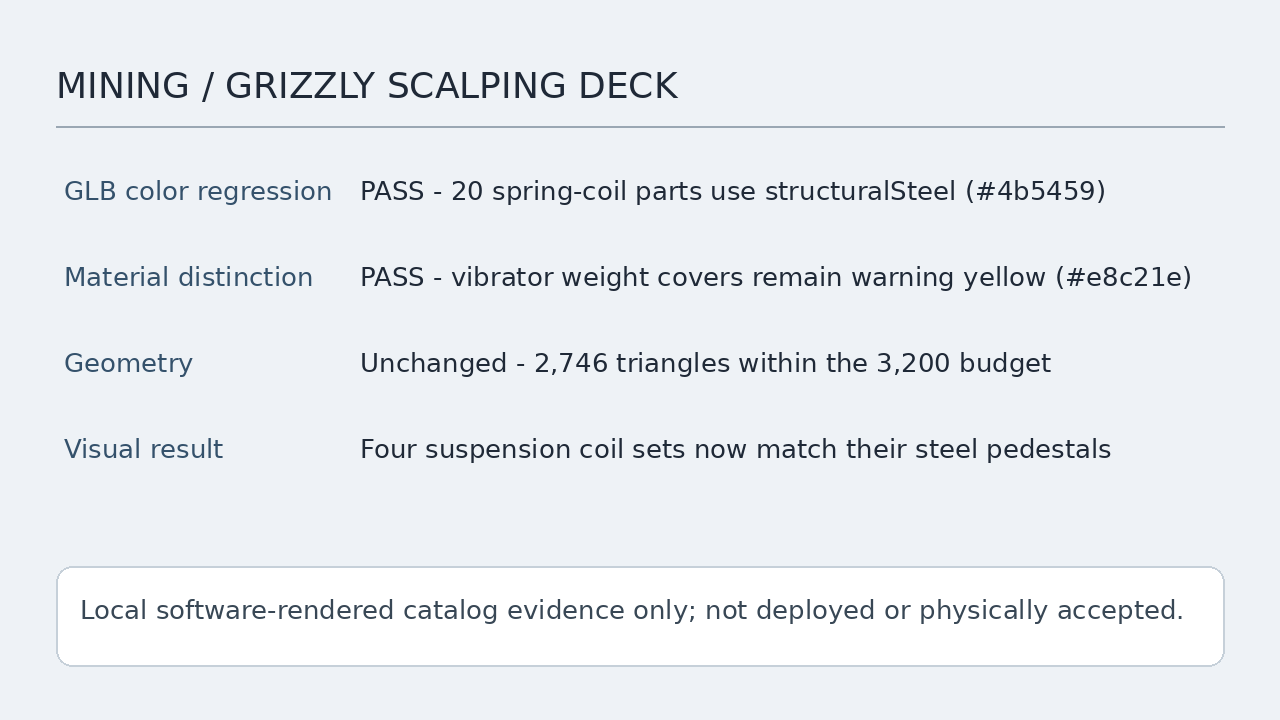 MINING / GRIZZLY SCALPING DECK
GLB color regression PASS - 20 spring-coil parts use structuralSteel (#4b5459)
Material distinction PASS - vibrator weight covers remain warning yellow (#e8c21e)
Geometry Unchanged - 2,746 triangles within the 3,200 budget
Visual result Four suspension coil sets now match their steel pedestals
Local software-rendered catalog evidence only; not deployed or physically accepted.